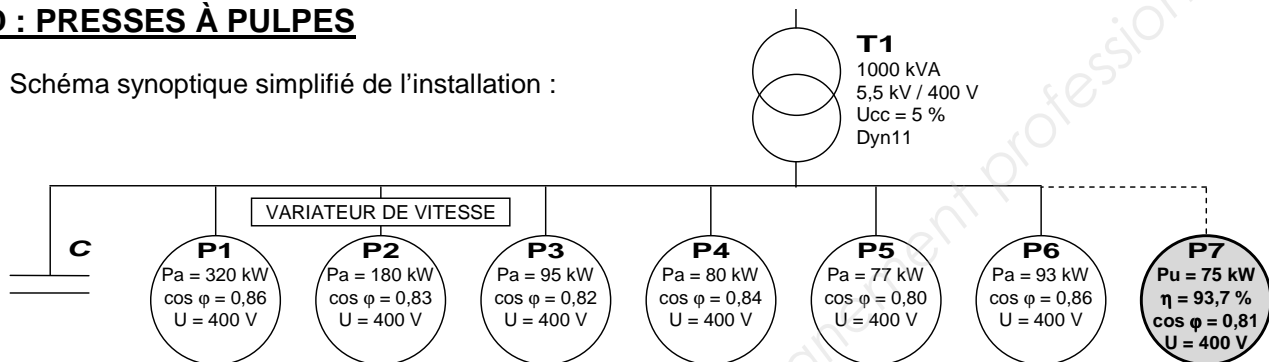 D : PRESSES À PULPES
Schéma synoptique simplifié de l'installation :
T1
1000 kVA
5,5 kV / 400 V
Ucc = 5 %
Dyn11
VARIATEUR DE VITESSE
C
P1
Pa = 320 kW
cos φ = 0,86
U = 400 V
P2
Pa = 180 kW
cos φ = 0,83
U = 400 V
P3
Pa = 95 kW
cos φ = 0,82
U = 400 V
P4
Pa = 80 kW
cos φ = 0,84
U = 400 V
P5
Pa = 77 kW
cos φ = 0,80
U = 400 V
P6
Pa = 93 kW
cos φ = 0,86
U = 400 V
P7
Pu = 75 kW
η = 93,7 %
cos φ = 0,81
U = 400 V